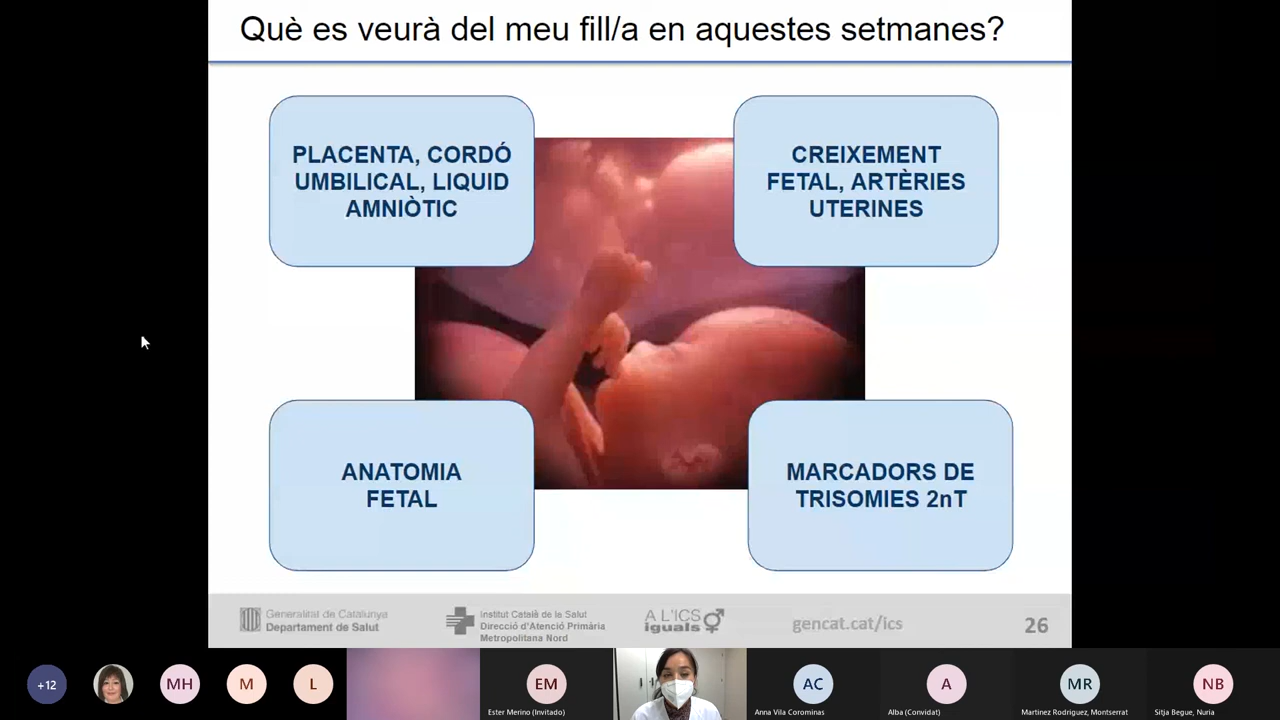 Què es veurà del meu fill/a en aquestes setmanes?
PLACENTA, CORDÓ
UMBILICAL, LIQUID
AMNIÒTIC
CREIXEMENT
FETAL, ARTÈRIES
UTERINES
ANATOMIA
FETAL
MARCADORS DE
TRISOMIES 2nT
Generalitat de Catalunya
Departament de Salut
Institut Català de la Salut
Direcció d'Atenció Primària
Metropolitana Nord
A L'ICS
iguals
gencat.cat/ics
26
+12
MH
M
L
EM
Ester Merino (Invitado)
AC
Anna Vila Corominas
A
Alba (Convidat)
MR
Martinez Rodriguez, Montserrat
NB
Sitja Begue, Nuria